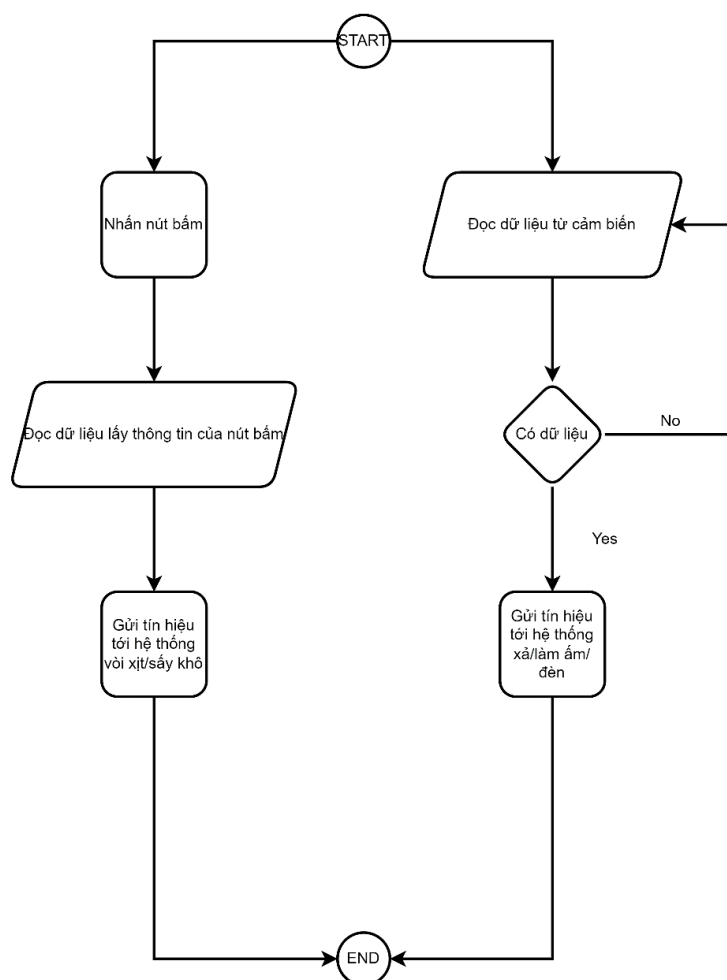 START
Nhấn nút bấm
Đọc dữ liệu từ cảm biến
Đọc dữ liệu lấy thông tin của nút bấm
Có dữ liệu
No
Yes
Gửi tín hiệu
tới hệ thống
vòi xịt/sấy khô
Gửi tín hiệu
tới hệ thống
xả/làm ấm/
đèn
END